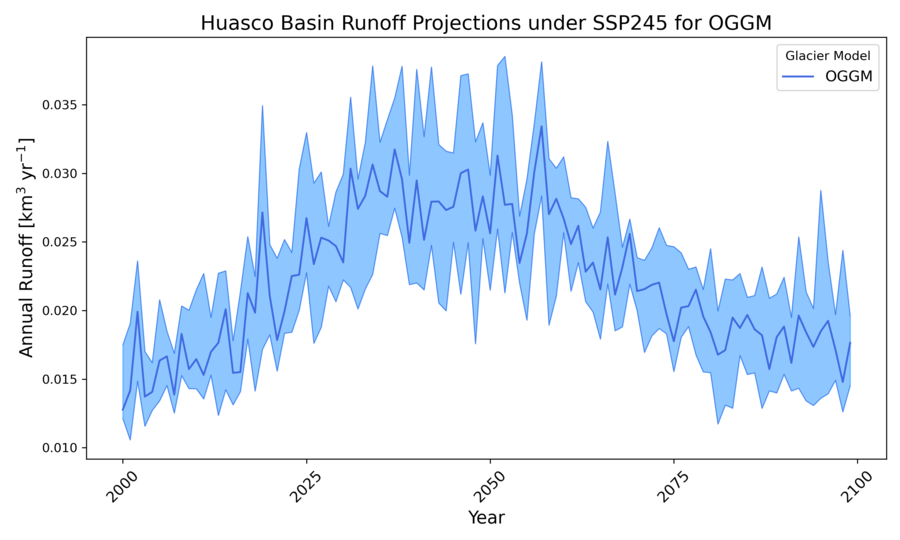 Huasco Basin Runoff Projections under SSP245 for OGGM
Glacier Model
OGGM
Annual Runoff [km³ yr⁻¹]
0.035
0.030
0.025
0.020
0.015
0.010
2000
2025
2050
2075
2100
Year